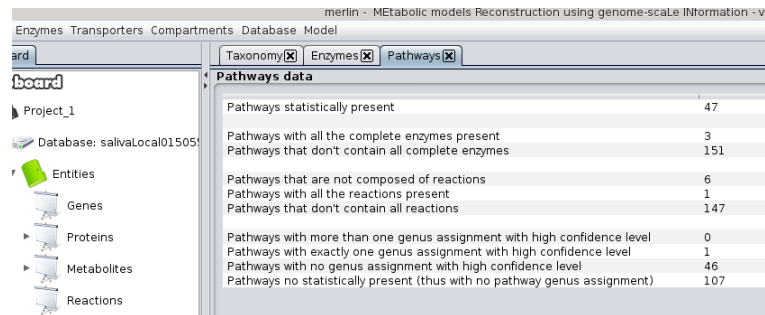 merlin - MEtabolic models Reconstruction using genome-scaLe INformation - v
Enzymes Transporters Compartments Database Model
ard
Taxonomy Enzymes Pathways
board
Pathways data
Project_1
Pathways statistically present 47
Database: salivaLocal01505
Pathways with all the complete enzymes present 3
Pathways that don't contain all complete enzymes 151
Entities
Pathways that are not composed of reactions 6
Pathways with all the reactions present 1
Genes
Pathways that don't contain all reactions 147
Proteins
Pathways with more than one genus assignment with high confidence level 0
Pathways with exactly one genus assignment with high confidence level 1
Metabolites
Pathways with no genus assignment with high confidence level 46
Pathways no statistically present (thus with no pathway genus assignment) 107
Reactions